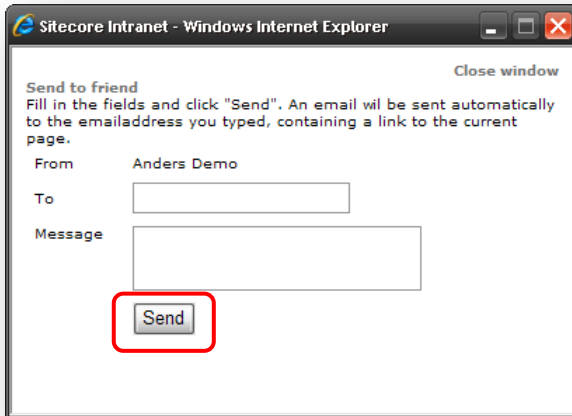 Sitecore Intranet - Windows Internet Explorer
Close window
Send to friend
Fill in the fields and click "Send". An email wil be sent automatically
to the emailaddress you typed, containing a link to the current
page.
From Anders Demo
To
Message
Send